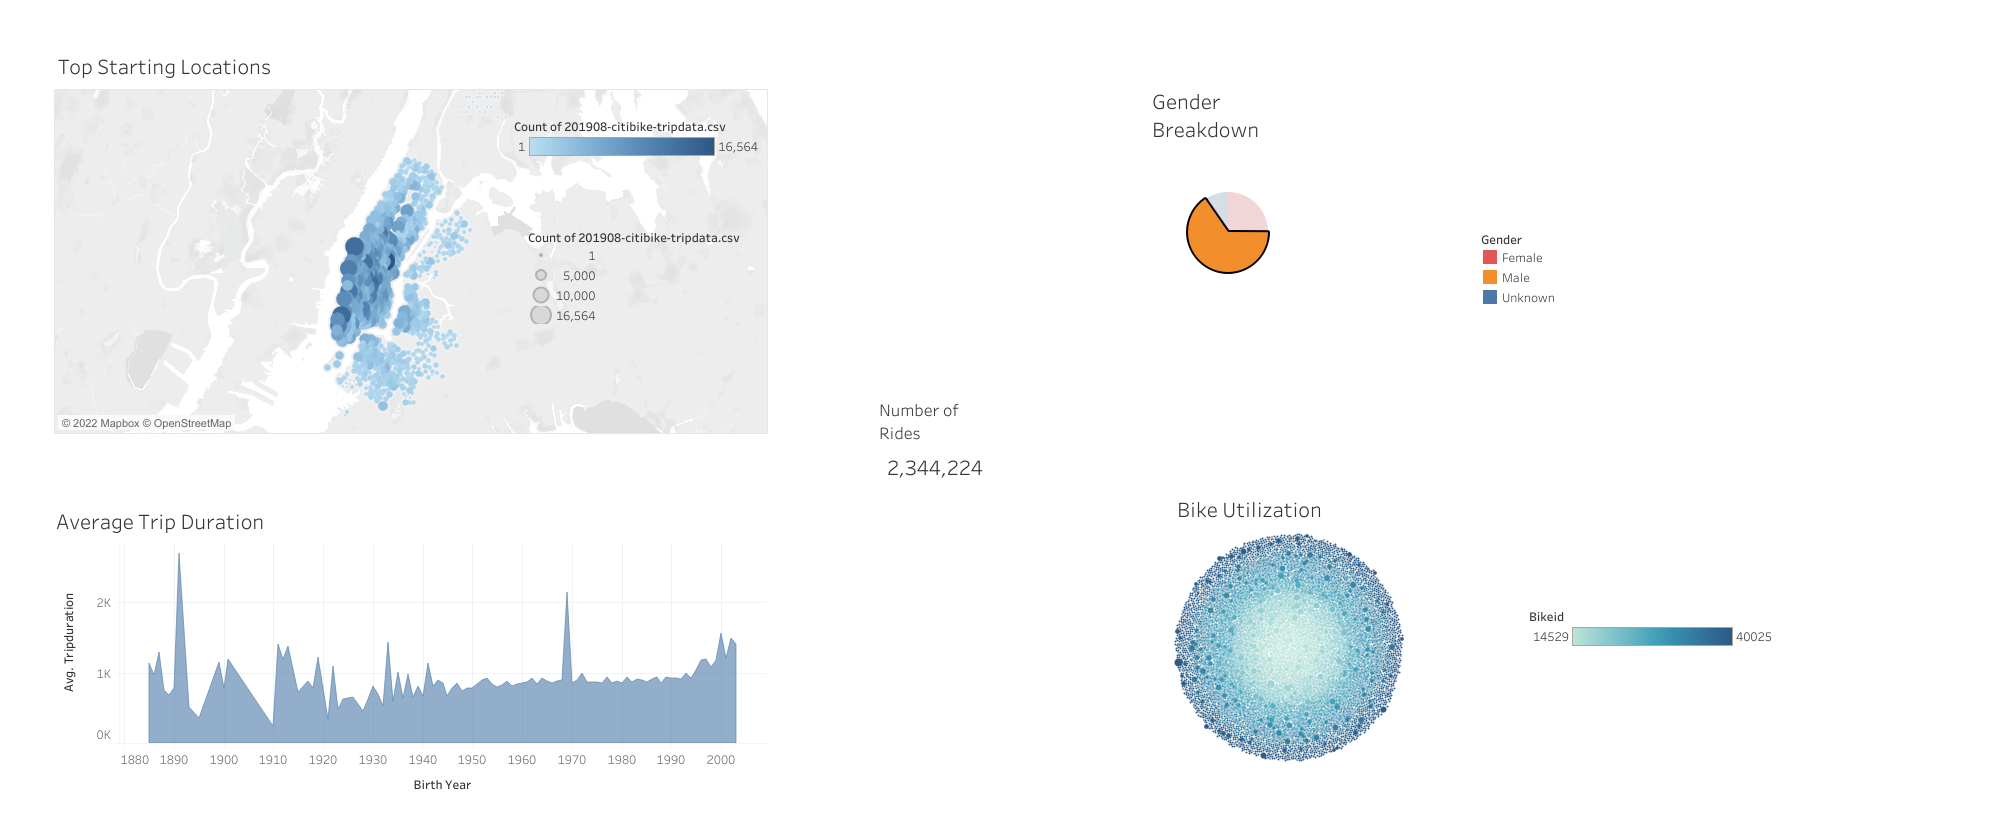 Top Starting Locations
Count of 201908-citibike-tripdata.csv
1 16,564
Count of 201908-citibike-tripdata.csv
1
5,000
10,000
16,564
© 2022 Mapbox © OpenStreetMap
Gender
Breakdown
Gender
Female
Male
Unknown
Number of
Rides
2,344,224
Average Trip Duration
Avg. Tripduration
2K
1K
0K
1880 1890 1900 1910 1920 1930 1940 1950 1960 1970 1980 1990 2000
Birth Year
Bike Utilization
Bikeid
14529 40025